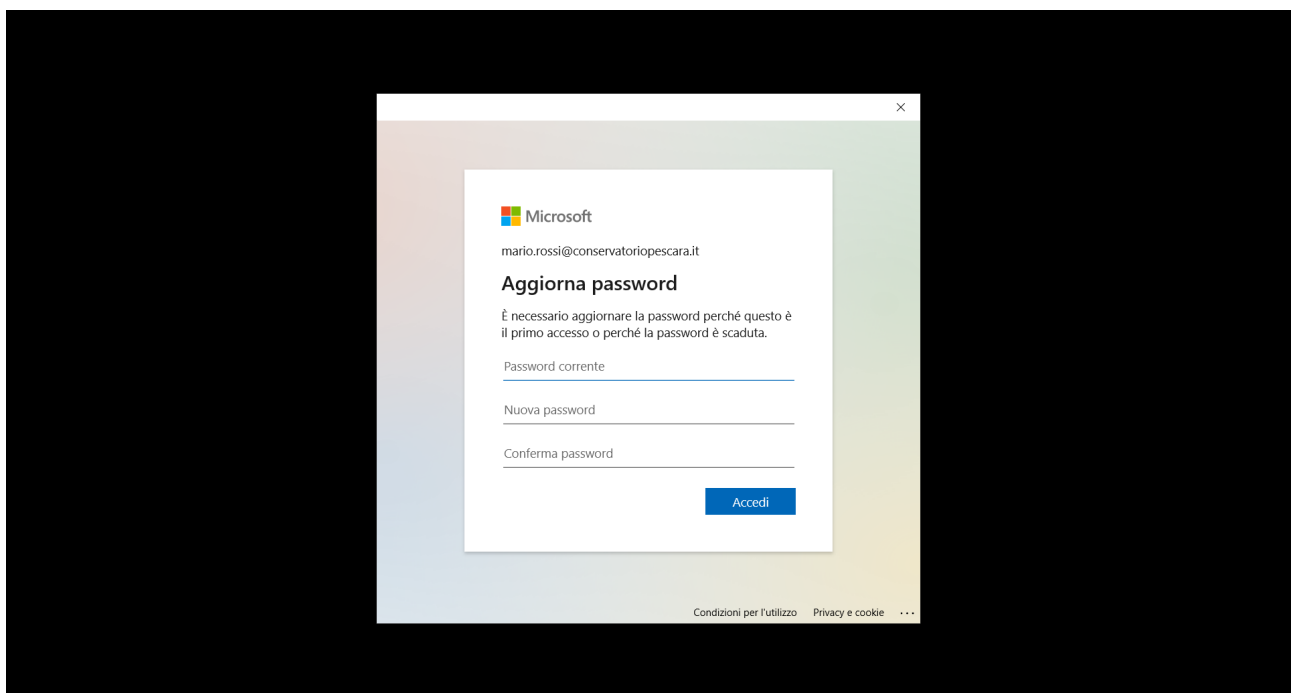 Microsoft
mario.rossi@conservatoriopescara.it
Aggiorna password
È necessario aggiornare la password perché questo è
il primo accesso o perché la password è scaduta.
Password corrente
Nuova password
Conferma password
Accedi
Condizioni per l'utilizzo Privacy e cookie ...